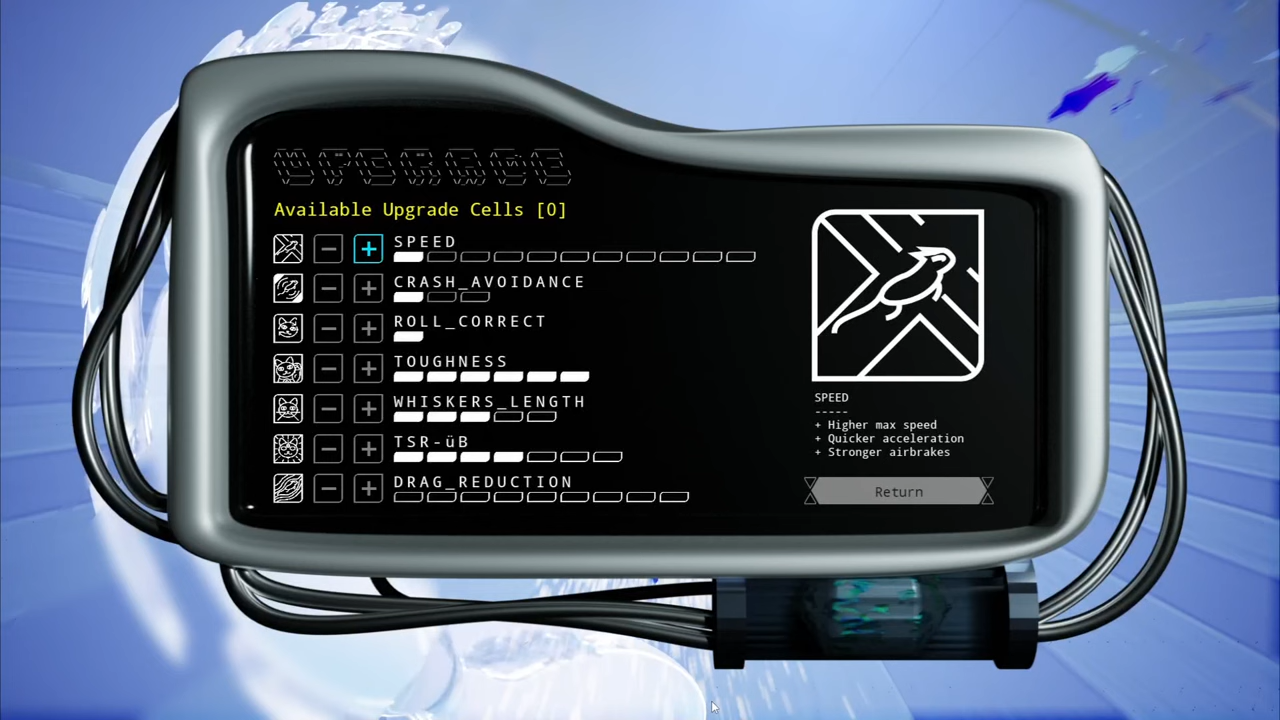 UPGRADE
Available Upgrade Cells [0]
SPEED
CRASH_AVOIDANCE
ROLL_CORRECT
TOUGHNESS
WHISKERS_LENGTH
TSR-üB
DRAG_REDUCTION
SPEED
-----
+ Higher max speed
+ Quicker acceleration
+ Stronger airbrakes
Return